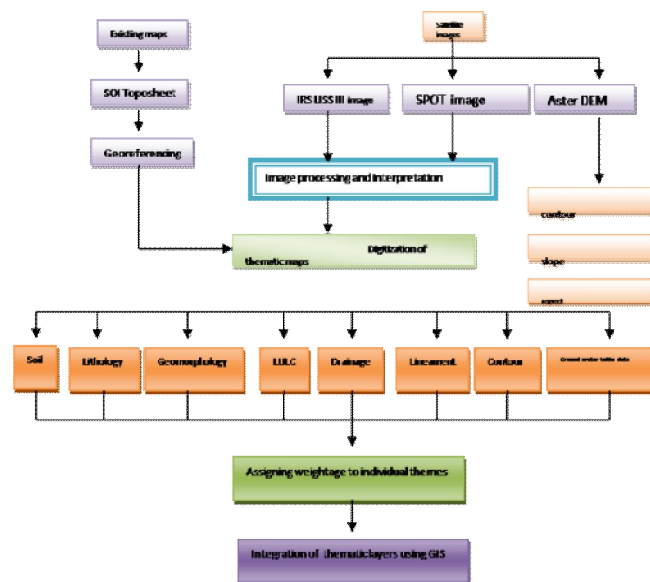 Existing maps
Satellite
images
SOI Toposheet
IRS LISS III image
SPOT image
Aster DEM
Georeferencing
Image processing and interpretation
contour
Digitization of
thematic maps
slope
aspect
Soil
Lithology
Geomorphology
LULC
Drainage
Lineament
Contour
Ground water table data
Assigning weightage to individual themes
Integration of thematic layers using GIS